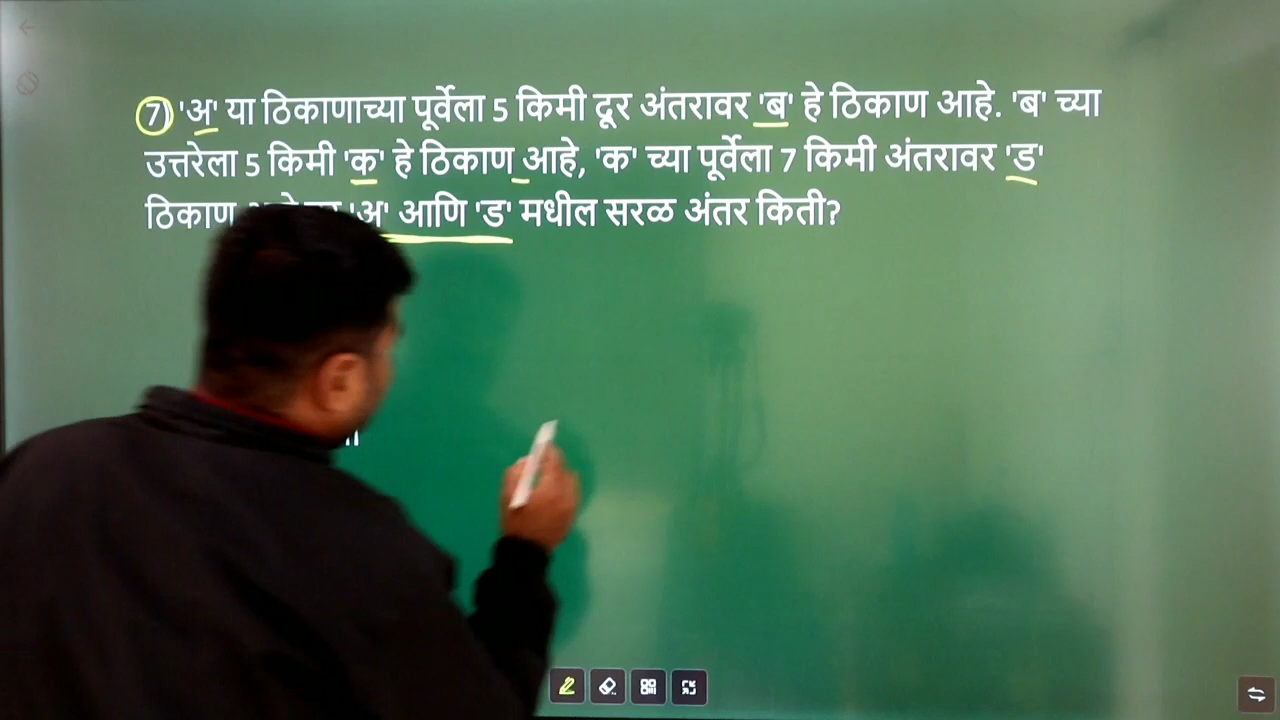 7) 'अ' या ठिकाणाच्या पूर्वेला 5 किमी दूर अंतरावर 'ब' हे ठिकाण आहे. 'ब' च्या
उत्तरेला 5 किमी 'क' हे ठिकाण आहे, 'क' च्या पूर्वेला 7 किमी अंतरावर 'ड'
ठिकाण 'अ' आणि 'ड' मधील सरळ अंतर किती?